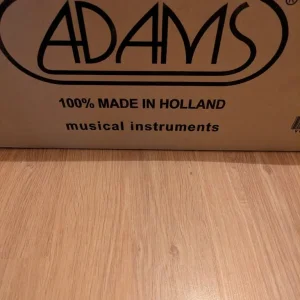 ADAMS®
100% MADE IN HOLLAND
musical instruments